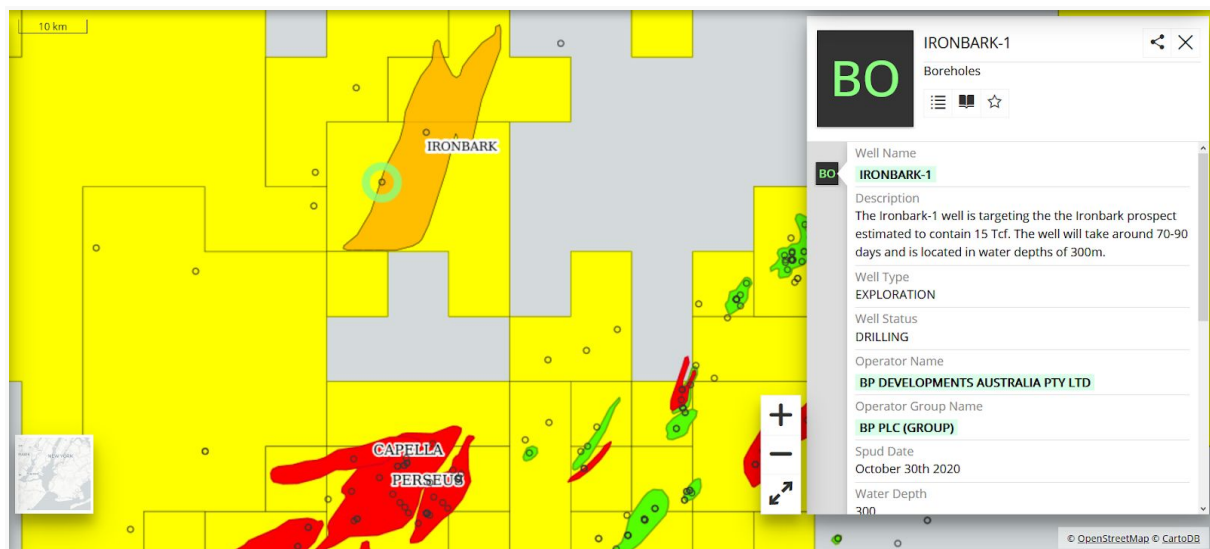 10 km
IRONBARK
CAPELLA
PERSEUS
NEW YORK
+
−
BO
IRONBARK-1
Boreholes
BO
Well Name
IRONBARK-1
Description
The Ironbark-1 well is targeting the the Ironbark prospect
estimated to contain 15 Tcf. The well will take around 70-90
days and is located in water depths of 300m.
Well Type
EXPLORATION
Well Status
DRILLING
Operator Name
BP DEVELOPMENTS AUSTRALIA PTY LTD
Operator Group Name
BP PLC (GROUP)
Spud Date
October 30th 2020
Water Depth
300
© OpenStreetMap © CartoDB